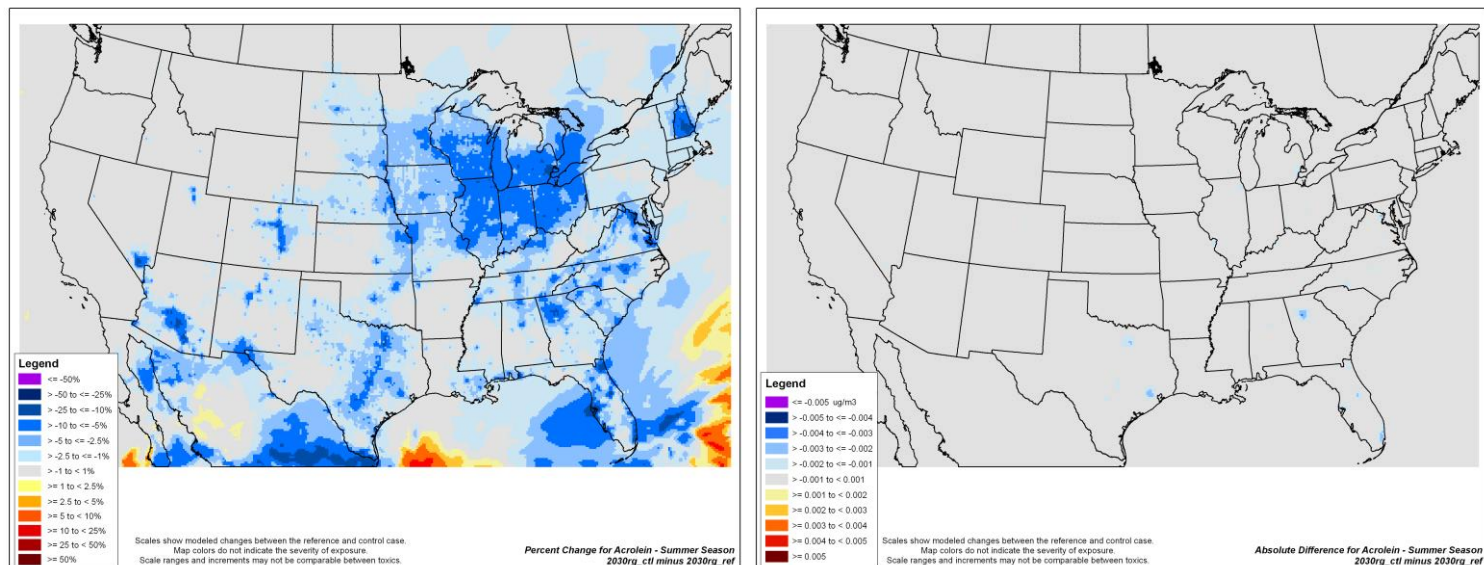 Legend
<= -50%
> -50 to <= -25%
> -25 to <= -10%
> -10 to <= -5%
> -5 to <= -2.5%
> -2.5 to <= -1%
> -1 to < 1%
>= 1 to < 2.5%
>= 2.5 to < 5%
>= 5 to < 10%
>= 10 to < 25%
>= 25 to < 50%
>= 50%
Scales show modeled changes between the reference and control case.
Map colors do not indicate the severity of exposure.
Scale ranges and increments may not be comparable between toxics.
Percent Change for Acrolein - Summer Season
2030rg_ctl minus 2030rg_ref
Legend
<= -0.005 ug/m3
> -0.005 to <= -0.004
> -0.004 to <= -0.003
> -0.003 to <= -0.002
> -0.002 to <= -0.001
> -0.001 to < 0.001
>= 0.001 to < 0.002
>= 0.002 to < 0.003
>= 0.003 to < 0.004
>= 0.004 to < 0.005
>= 0.005
Scales show modeled changes between the reference and control case.
Map colors do not indicate the severity of exposure.
Scale ranges and increments may not be comparable between toxics.
Absolute Difference for Acrolein - Summer Season
2030rg_ctl minus 2030rg_ref